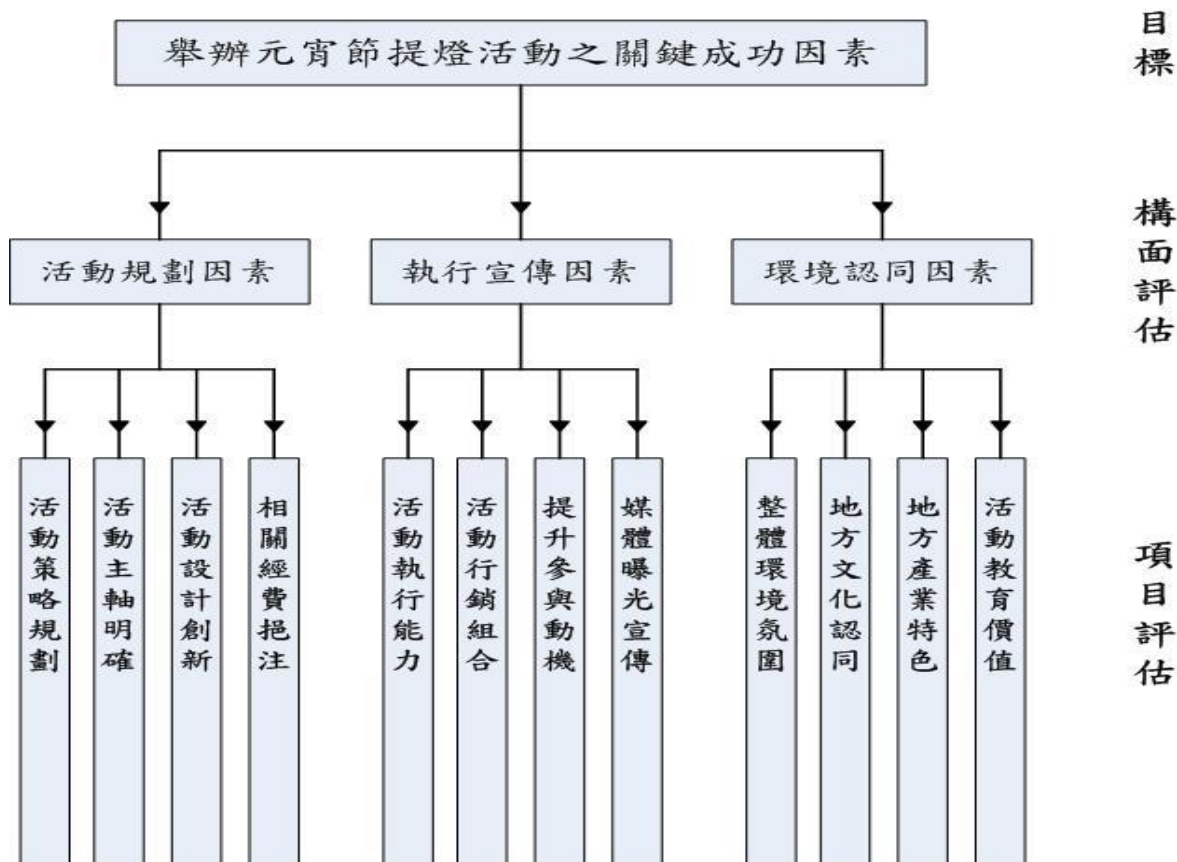 舉辦元宵節提燈活動之關鍵成功因素
目標
活動規劃因素
執行宣傳因素
環境認同因素
構面評估
活動策略規劃
活動主軸明確
活動設計創新
相關經費挹注
活動執行能力
活動行銷組合
提升參與動機
媒體曝光宣傳
整體環境氛圍
地方文化認同
地方產業特色
活動教育價值
項目評估